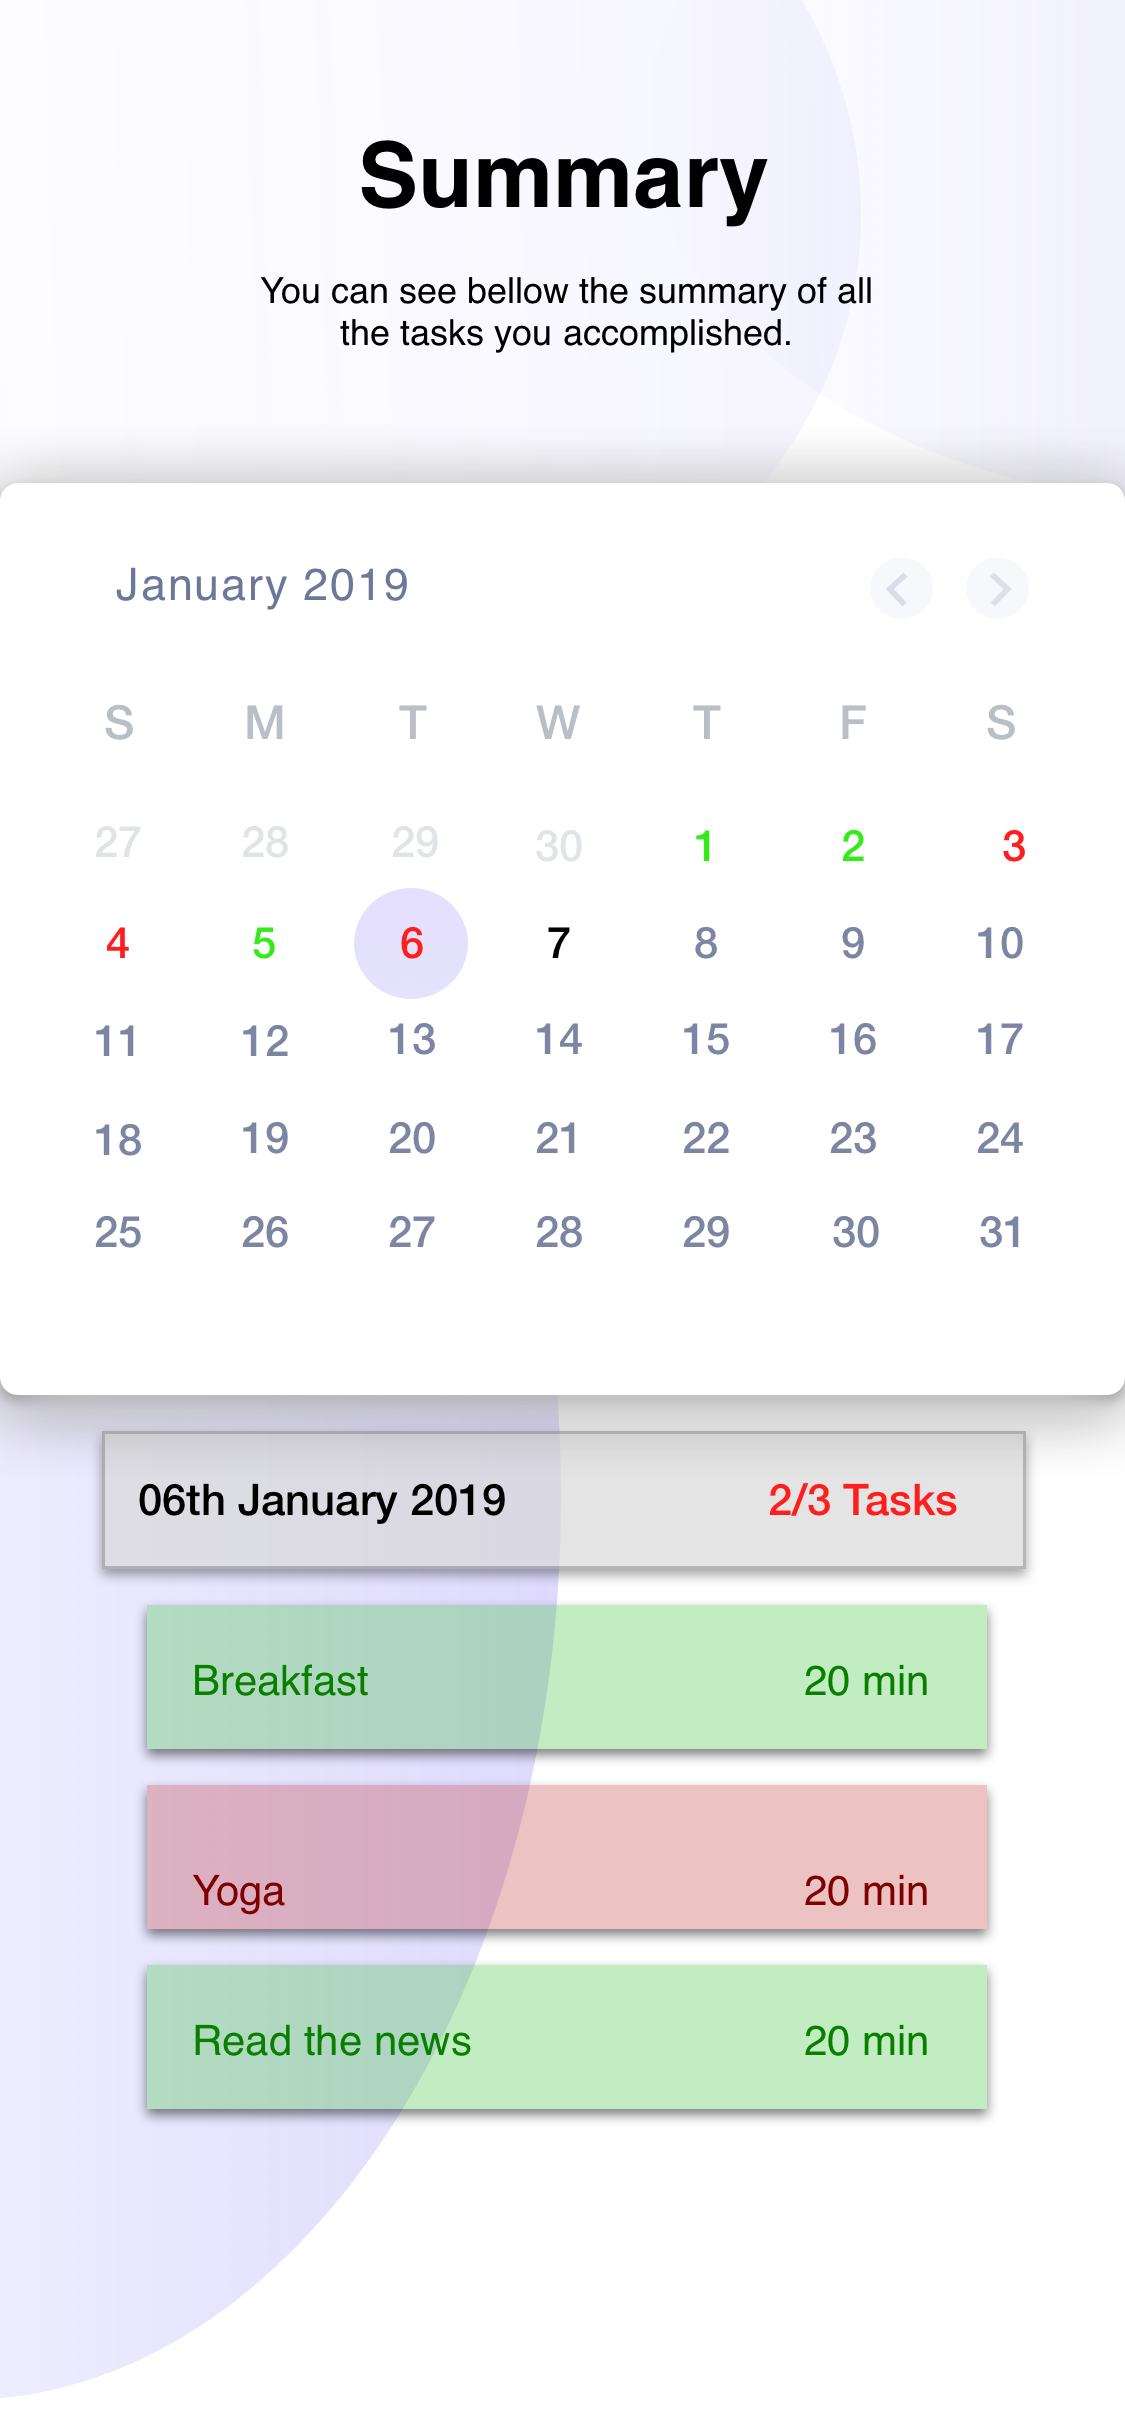 Summary
You can see bellow the summary of all
the tasks you accomplished.
January 2019
S M T W T F S
27 28 29 30 1 2 3
4 5 6 7 8 9 10
11 12 13 14 15 16 17
18 19 20 21 22 23 24
25 26 27 28 29 30 31
06th January 2019 2/3 Tasks
Breakfast 20 min
Yoga 20 min
Read the news 20 min